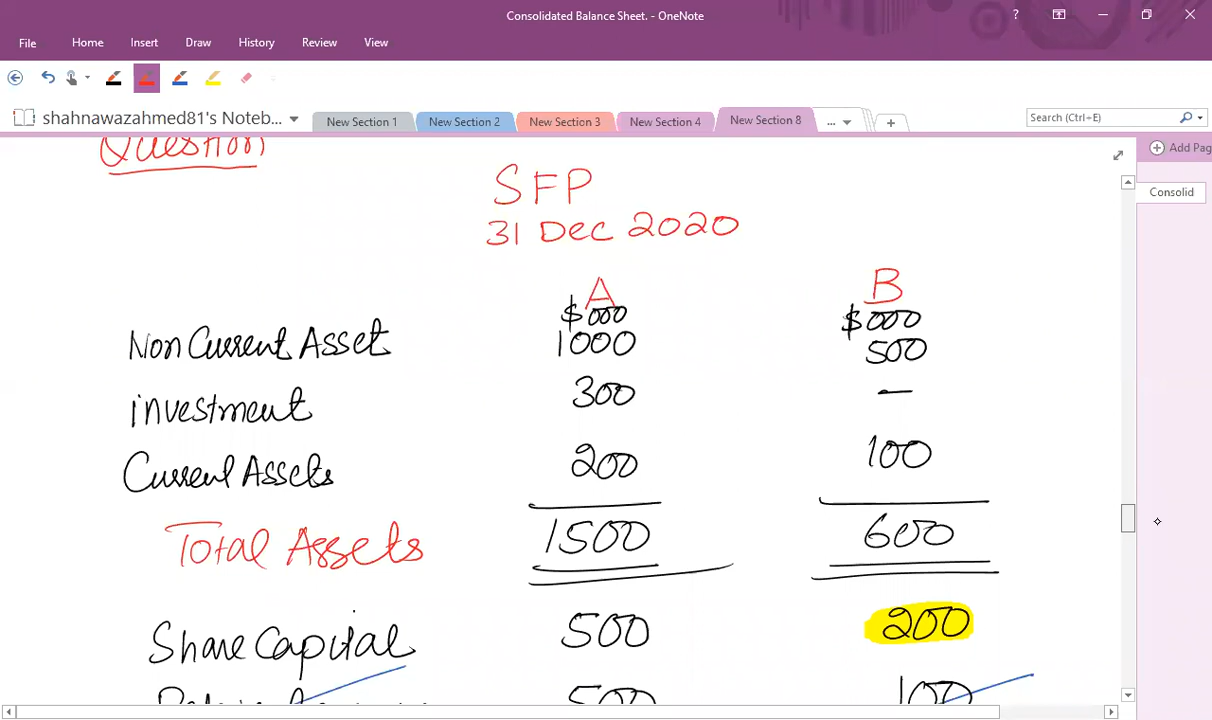 Consolidated Balance Sheet. - OneNote
?
File Home Insert Draw History Review View
shahnawazahmed81's Noteb... New Section 1 New Section 2 New Section 3 New Section 4 New Section 8 ... + Search (Ctrl+E)
Question
Add Pag
Consolid
SFP
31 Dec 2020
A B
$000 $000
Non Current Asset 1000 500
investment 300 —
Current Assets 200 100
Total Assets 1500 600
Share Capital 500 200
500 100